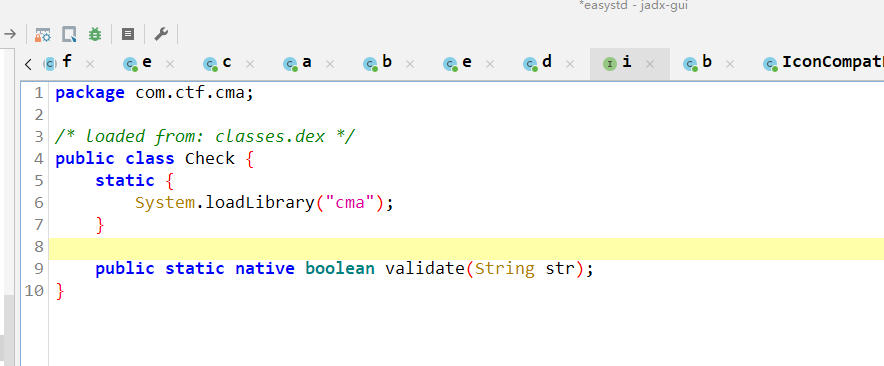 *easystd - jadx-gui
f e c a b e d i b IconCompat
1 package com.ctf.cma;
2
3 /* loaded from: classes.dex */
4 public class Check {
5 static {
6 System.loadLibrary("cma");
7 }
8
9 public static native boolean validate(String str);
10 }